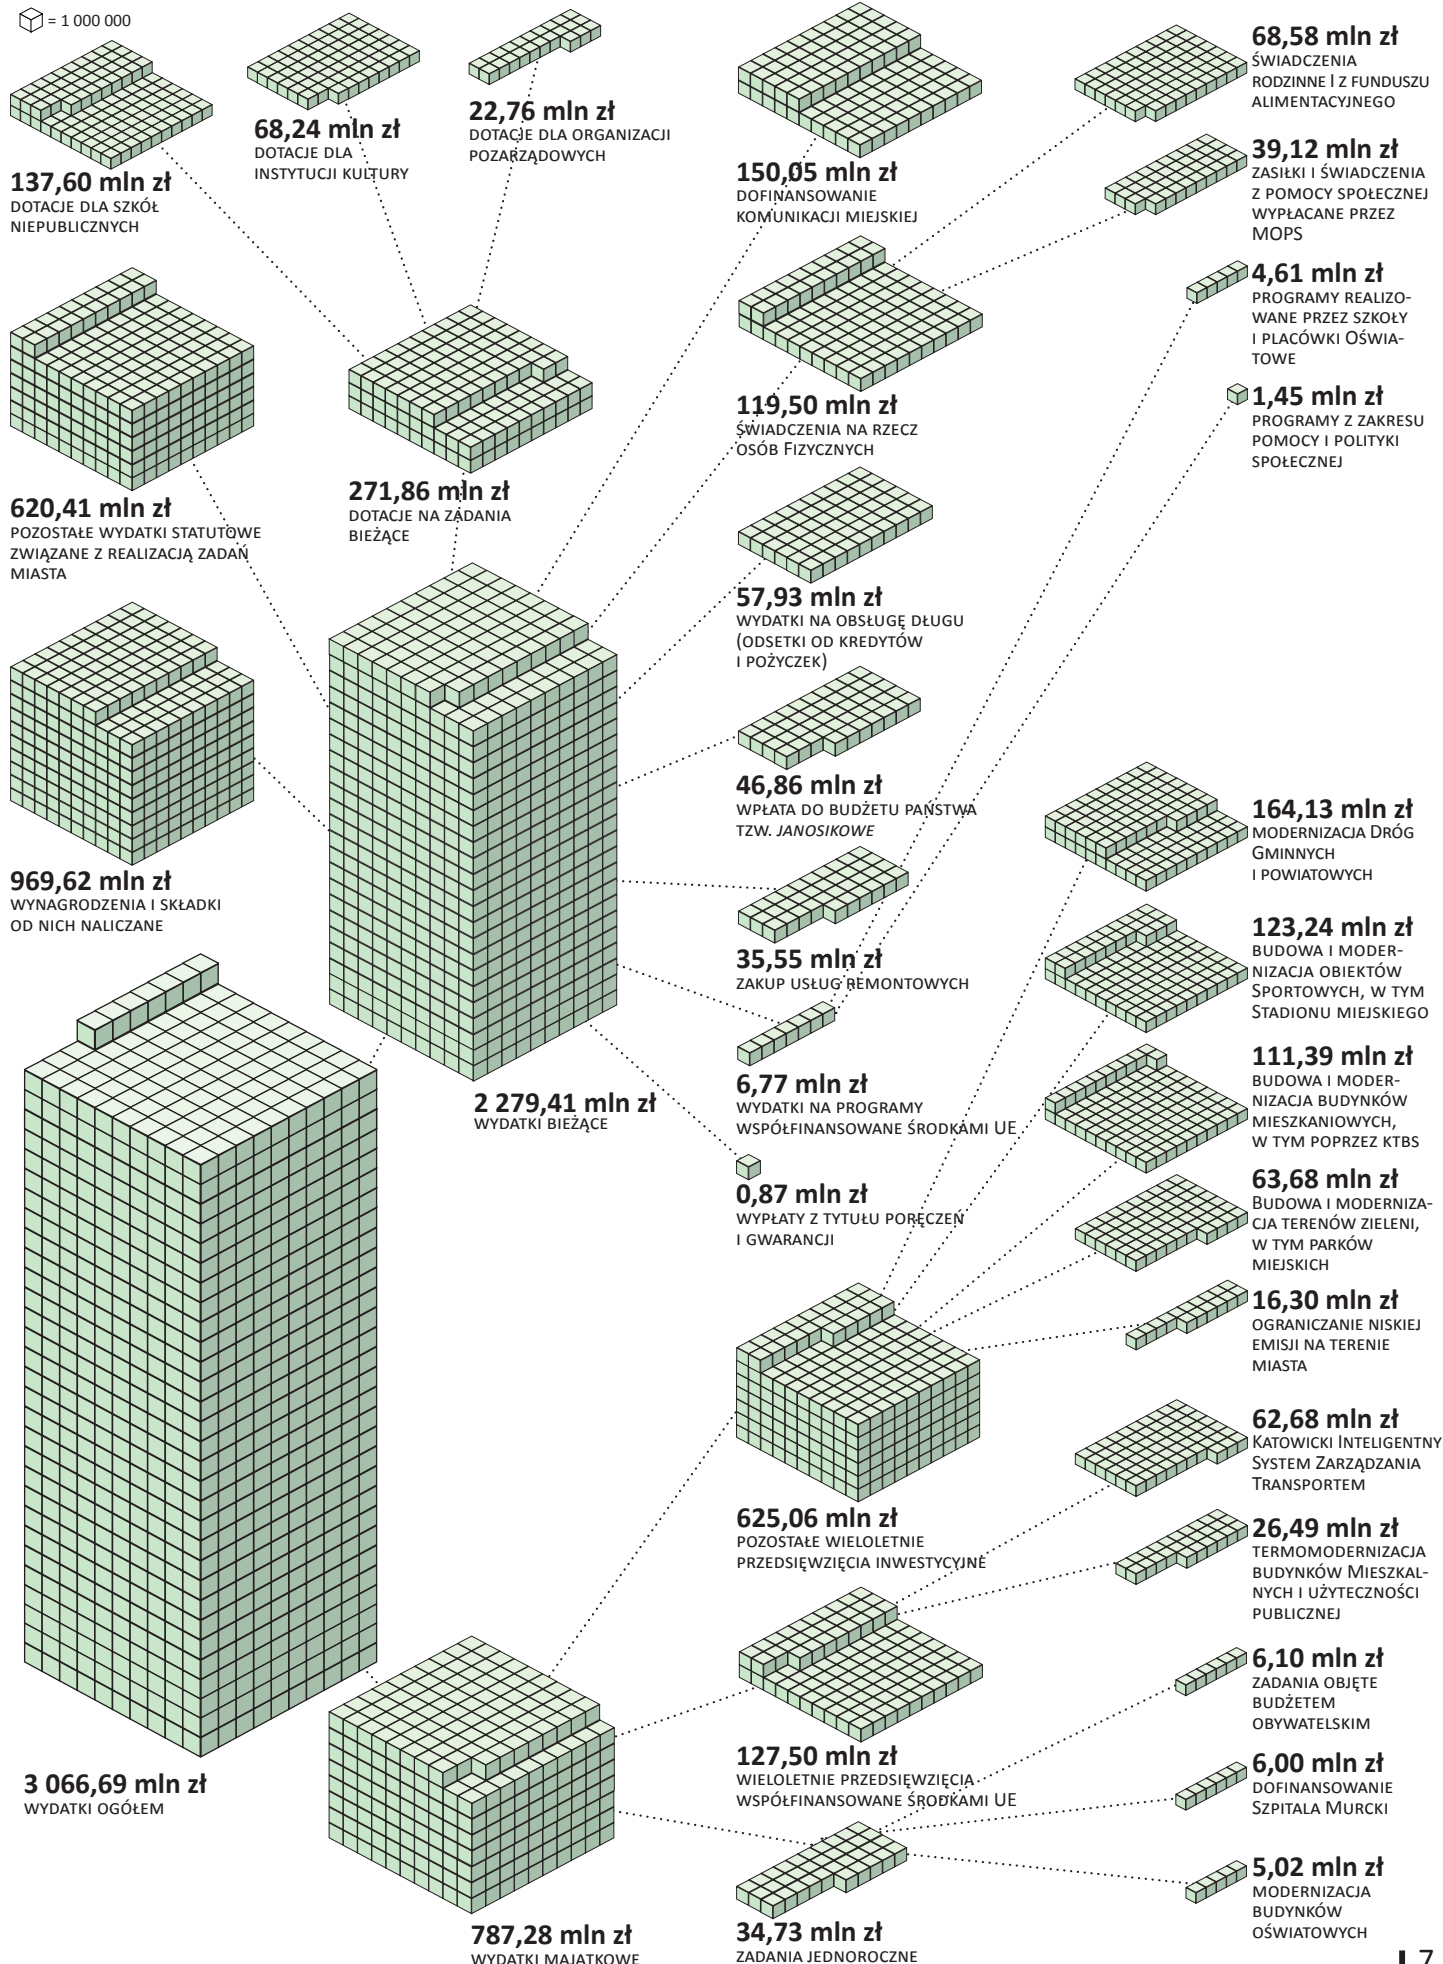 = 1 000 000
137,60 mln zł
DOTACJE DLA SZKÓŁ
NIEPUBLICZNYCH
68,24 mln zł
DOTACJE DLA
INSTYTUCJI KULTURY
22,76 mln zł
DOTACJE DLA ORGANIZACJI
POZARZĄDOWYCH
150,05 mln zł
DOFINANSOWANIE
KOMUNIKACJI MIEJSKIEJ
68,58 mln zł
ŚWIADCZENIA
RODZINNE I Z FUNDUSZU
ALIMENTACYJNEGO
39,12 mln zł
ZASIŁKI I ŚWIADCZENIA
Z POMOCY SPOŁECZNEJ
WYPŁACANE PRZEZ
MOPS
4,61 mln zł
PROGRAMY REALIZO-
WANE PRZEZ SZKOŁY
I PLACÓWKI OŚWIA-
TOWE
1,45 mln zł
PROGRAMY Z ZAKRESU
POMOCY I POLITYKI
SPOŁECZNEJ
620,41 mln zł
POZOSTAŁE WYDATKI STATUTOWE
ZWIĄZANE Z REALIZACJĄ ZADAŃ
MIASTA
271,86 mln zł
DOTACJE NA ZADANIA
BIEŻĄCE
119,50 mln zł
ŚWIADCZENIA NA RZECZ
OSÓB FIZYCZNYCH
57,93 mln zł
WYDATKI NA OBSŁUGĘ DŁUGU
(ODSETKI OD KREDYTÓW
I POŻYCZEK)
46,86 mln zł
WPŁATA DO BUDŻETU PAŃSTWA
TZW. JANOSIKOWE
969,62 mln zł
WYNAGRODZENIA I SKŁADKI
OD NICH NALICZANE
35,55 mln zł
ZAKUP USŁUG REMONTOWYCH
6,77 mln zł
WYDATKI NA PROGRAMY
WSPÓŁFINANSOWANE ŚRODKAMI UE
2 279,41 mln zł
WYDATKI BIEŻĄCE
0,87 mln zł
WYPŁATY Z TYTUŁU PORĘCZEŃ
I GWARANCJI
164,13 mln zł
MODERNIZACJA DRÓG
GMINNYCH
I POWIATOWYCH
123,24 mln zł
BUDOWA I MODER-
NIZACJA OBIEKTÓW
SPORTOWYCH, W TYM
STADIONU MIEJSKIEGO
111,39 mln zł
BUDOWA I MODER-
NIZACJA BUDYNKÓW
MIESZKANIOWYCH,
W TYM POPRZEZ KTBS
63,68 mln zł
BUDOWA I MODERNIZA-
CJA TERENÓW ZIELENI,
W TYM PARKÓW
MIEJSKICH
16,30 mln zł
OGRANICZANIE NISKIEJ
EMISJI NA TERENIE
MIASTA
625,06 mln zł
POZOSTAŁE WIELOLETNIE
PRZEDSIĘWZIĘCIA INWESTYCYJNE
62,68 mln zł
KATOWICKI INTELIGENTNY
SYSTEM ZARZĄDZANIA
TRANSPORTEM
26,49 mln zł
TERMOMODERNIZACJA
BUDYNKÓW MIESZKAL-
NYCH I UŻYTECZNOŚCI
PUBLICZNEJ
127,50 mln zł
WIELOLETNIE PRZEDSIĘWZIĘCIA
WSPÓŁFINANSOWANE ŚRODKAMI UE
6,10 mln zł
ZADANIA OBJĘTE
BUDŻETEM
OBYWATELSKIM
6,00 mln zł
DOFINANSOWANIE
SZPITALA MURCKI
5,02 mln zł
MODERNIZACJA
BUDYNKÓW
OŚWIATOWYCH
3 066,69 mln zł
WYDATKI OGÓŁEM
787,28 mln zł
WYDATKI MAJĄTKOWE
34,73 mln zł
ZADANIA JEDNOROCZNE
7